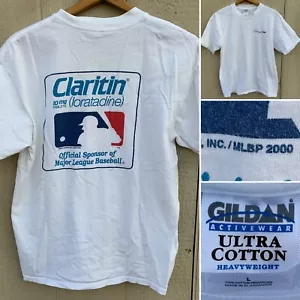 Claritin®
10 mg
(loratadine)
Official Sponsor of
Major League Baseball®
INC./MLBP 2000
GILDAN
ACTIVEWEAR
ULTRA
COTTON
HEAVYWEIGHT
L